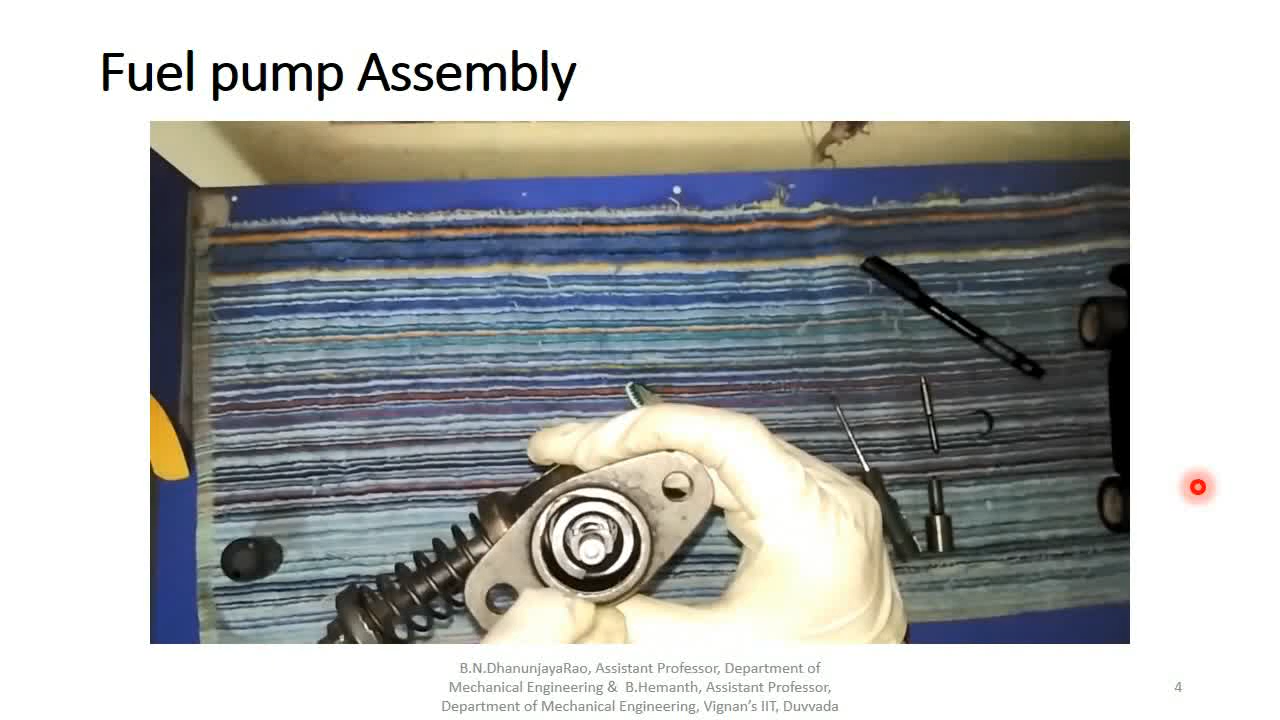 Fuel pump Assembly
B.N.DhanunjayaRao, Assistant Professor, Department of
Mechanical Engineering & B.Hemanth, Assistant Professor,
Department of Mechanical Engineering, Vignan’s IIT, Duvvada
4